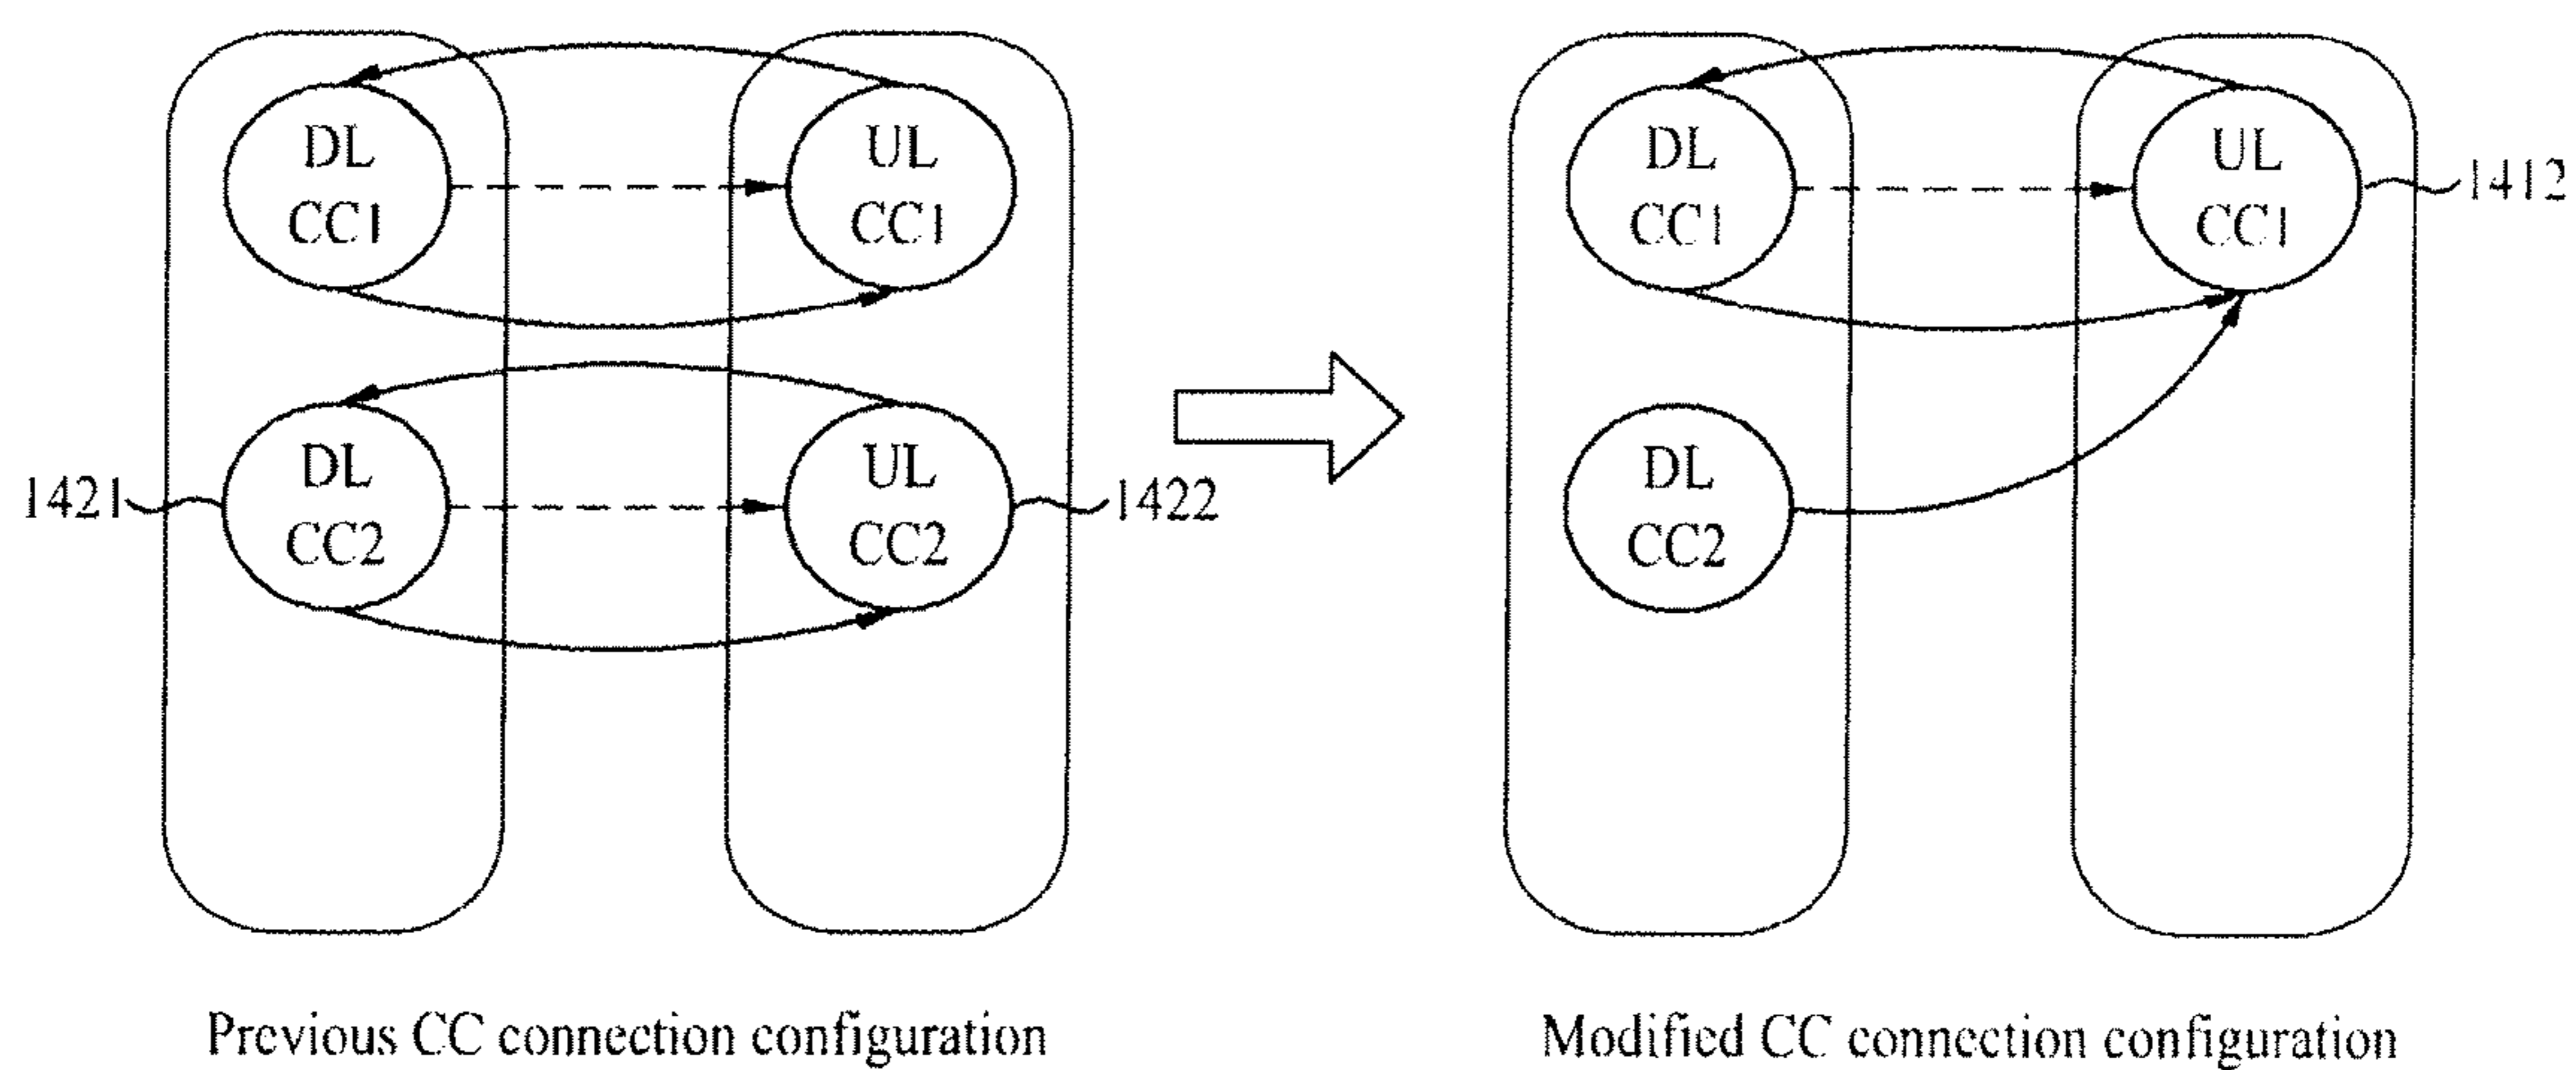 DL
CC1
UL
CC1
DL
CC2
UL
CC2
1421
1422
DL
CC1
UL
CC1
1412
DL
CC2
Previous CC connection configuration
Modified CC connection configuration